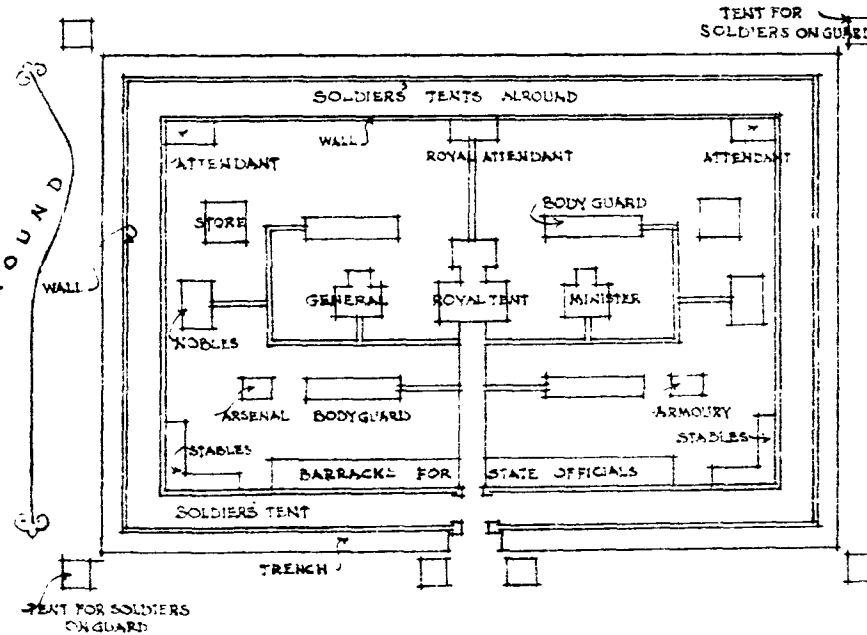 TENT FOR
SOLDIERS ON GUARD
SOLDIERS' TENTS ALROUND
WALL
ATTENDANT
ROYAL ATTENDANT
ATTENDANT
BODY GUARD
STORE
OUND
WALL
GENERAL
ROYAL TENT
MINISTER
NOBLES
ARSENAL
BODYGUARD
ARMOURY
STABLES
STABLES
BARRACKS FOR STATE OFFICIALS
SOLDIERS' TENT
TRENCH
TENT FOR SOLDIERS
ON GUARD